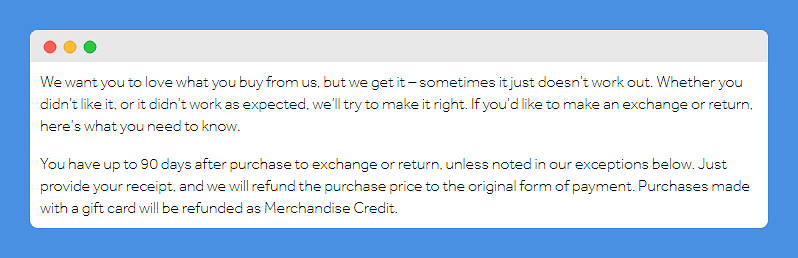 We want you to love what you buy from us, but we get it – sometimes it just doesn't work out. Whether you
didn't like it, or it didn't work as expected, we'll try to make it right. If you'd like to make an exchange or return,
here's what you need to know.
You have up to 90 days after purchase to exchange or return, unless noted in our exceptions below. Just
provide your receipt, and we will refund the purchase price to the original form of payment. Purchases made
with a gift card will be refunded as Merchandise Credit.